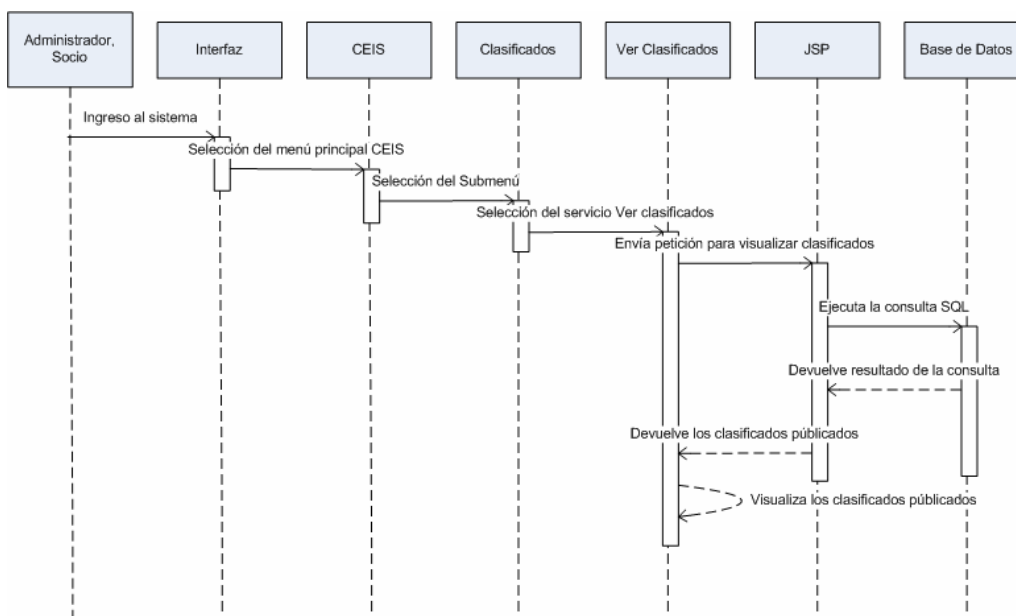 Administrador,
Socio
Interfaz
CEIS
Clasificados
Ver Clasificados
JSP
Base de Datos
Ingreso al sistema
Selección del menú principal CEIS
Selección del Submenú
Selección del servicio Ver clasificados
Envía petición para visualizar clasificados
Ejecuta la consulta SQL
Devuelve resultado de la consulta
Devuelve los clasificados públicados
Visualiza los clasificados públicados